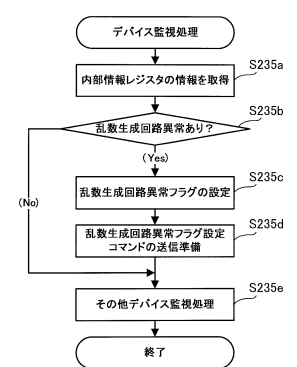 デバイス監視処理
S235a
内部情報レジスタの情報を取得
S235b
乱数生成回路異常あり？
(Yes)
(No)
S235c
乱数生成回路異常フラグの設定
S235d
乱数生成回路異常フラグ設定
コマンドの送信準備
S235e
その他デバイス監視処理
終了